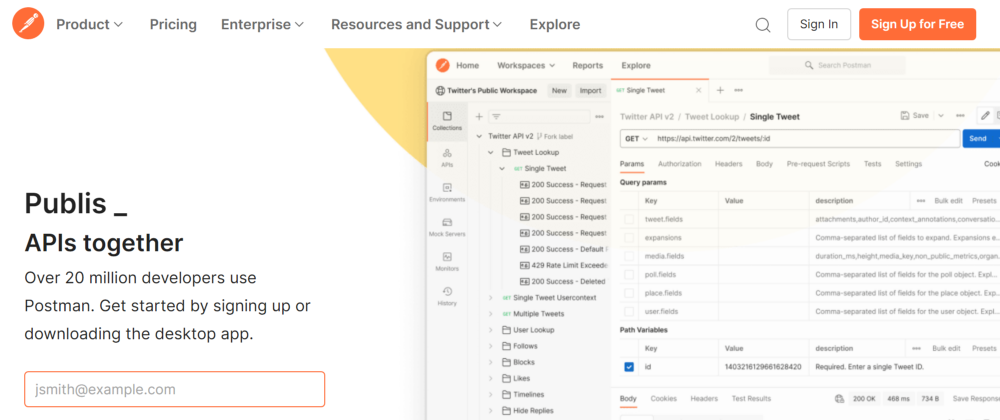 Product Pricing Enterprise Resources and Support Explore Sign In Sign Up for Free
Publis _
APIs together
Over 20 million developers use
Postman. Get started by signing up or
downloading the desktop app.
jsmith@example.com
Home Workspaces Reports Explore Search Postman
Twitter's Public Workspace New Import GET Single Tweet
Collections
APIs
Environments
Mock Servers
Monitors
History
Twitter API v2 Fork label
Tweet Lookup
GET Single Tweet
200 Success - Request
200 Success - Request
200 Success - Request
200 Success - Request
200 Success - Default
429 Rate Limit Exceede
200 Success - Deleted
GET Single Tweet Usercontext
GET Multiple Tweets
User Lookup
Follows
Blocks
Likes
Timelines
Hide Replies
Twitter API v2 / Tweet Lookup / Single Tweet Save
GET https://api.twitter.com/2/tweets/:id Send
Params Authorization Headers Body Pre-request Scripts Tests Settings Cook
Query params
Key Value description Bulk edit Presets
tweet.fields attachments,author_id,context_annotations,conversatio...
expansions Comma-separated list of fields to expand. Expansions e...
media.fields duration_ms,height,media_key,non_public_metrics,organ...
poll.fields Comma-separated list of fields for the poll object. Expl...
place.fields Comma-separated list of fields for the place object. Exp...
user.fields Comma-separated list of fields for the user object. Expl...
Path Variables
Key Value description Bulk edit Presets
id 1403216129661628420 Required. Enter a single Tweet ID.
Body Cookies Headers Test Results 200 OK 468 ms 734 B Save Response